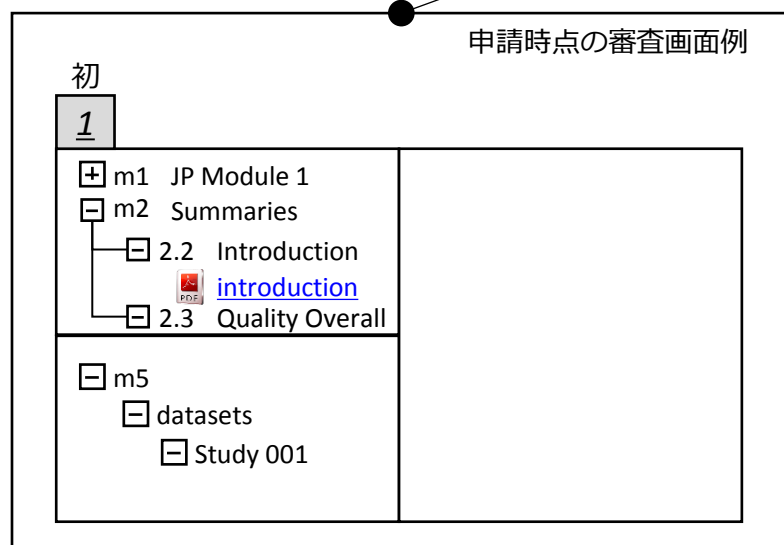 申請時点の審査画面例
初
1
m1 JP Module 1
m2 Summaries
2.2 Introduction
PDF introduction
2.3 Quality Overall
m5
datasets
Study 001